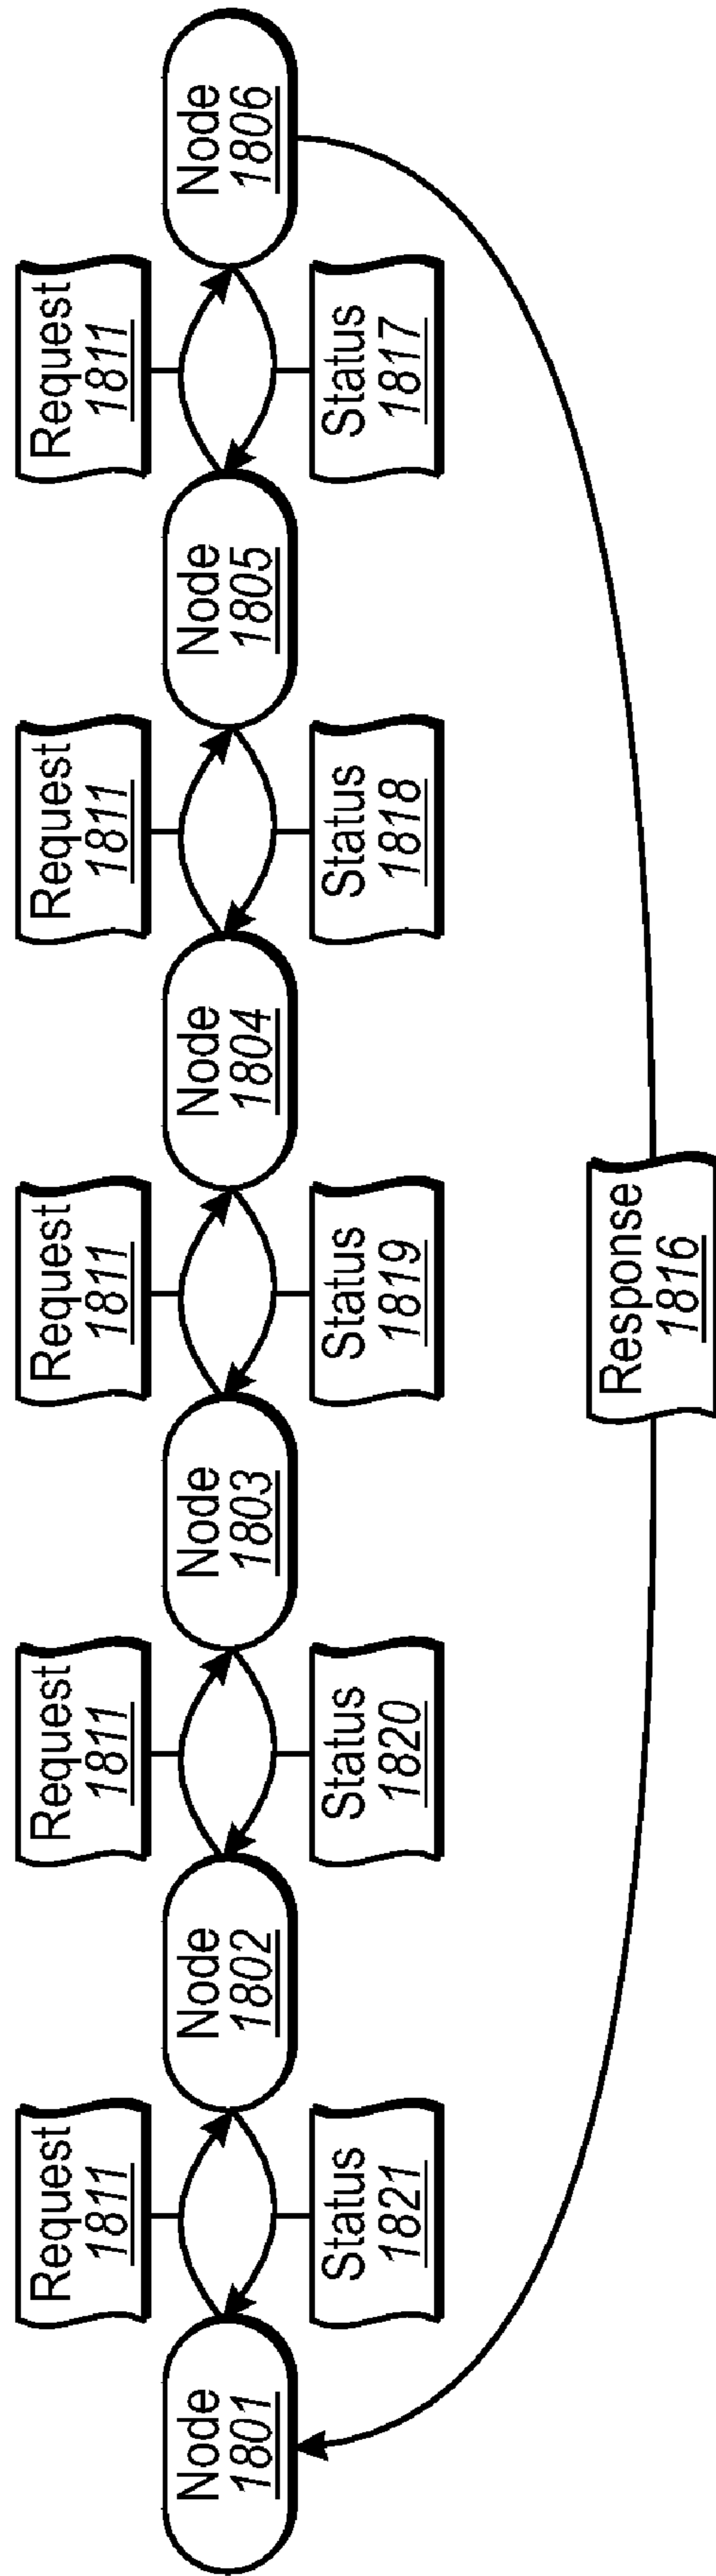 Request
1811
Request
1811
Request
1811
Request
1811
Request
1811
Node
1801
Node
1802
Node
1803
Node
1804
Node
1805
Node
1806
Status
1821
Status
1820
Status
1819
Status
1818
Status
1817
Response
1816